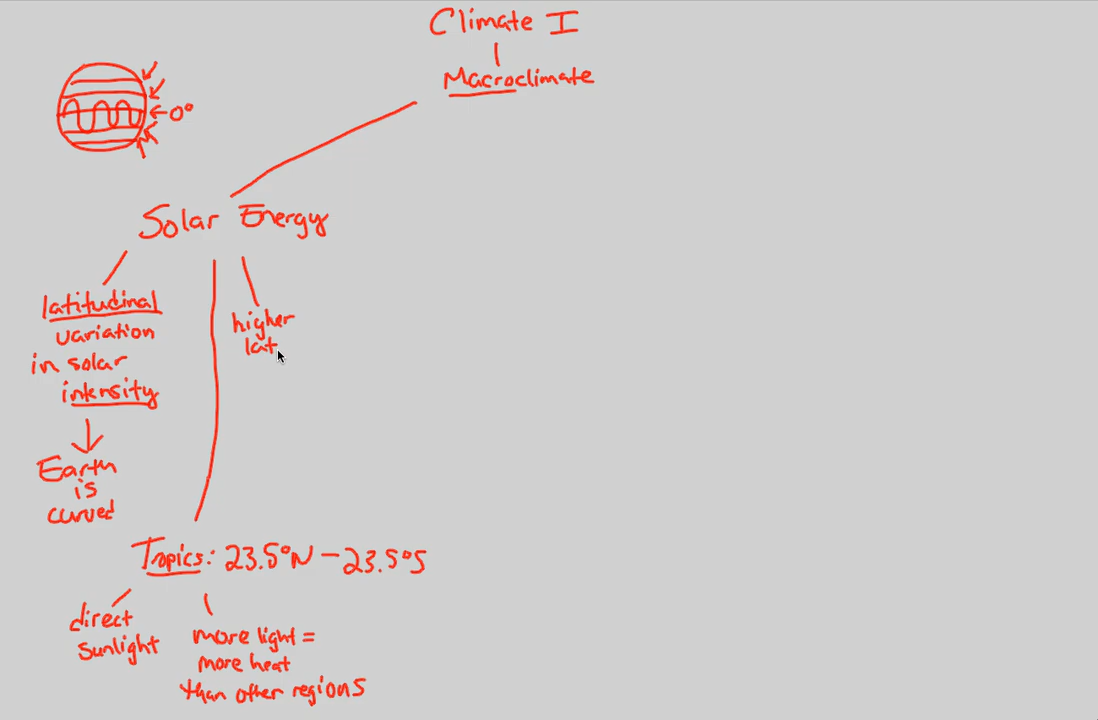 Climate I
Macroclimate
0°
Solar Energy
latitudinal
variation
in solar
intensity
Earth
is
curved
higher
lat
Tropics: 23.5°N - 23.5°S
direct
sunlight
more light =
more heat
than other regions